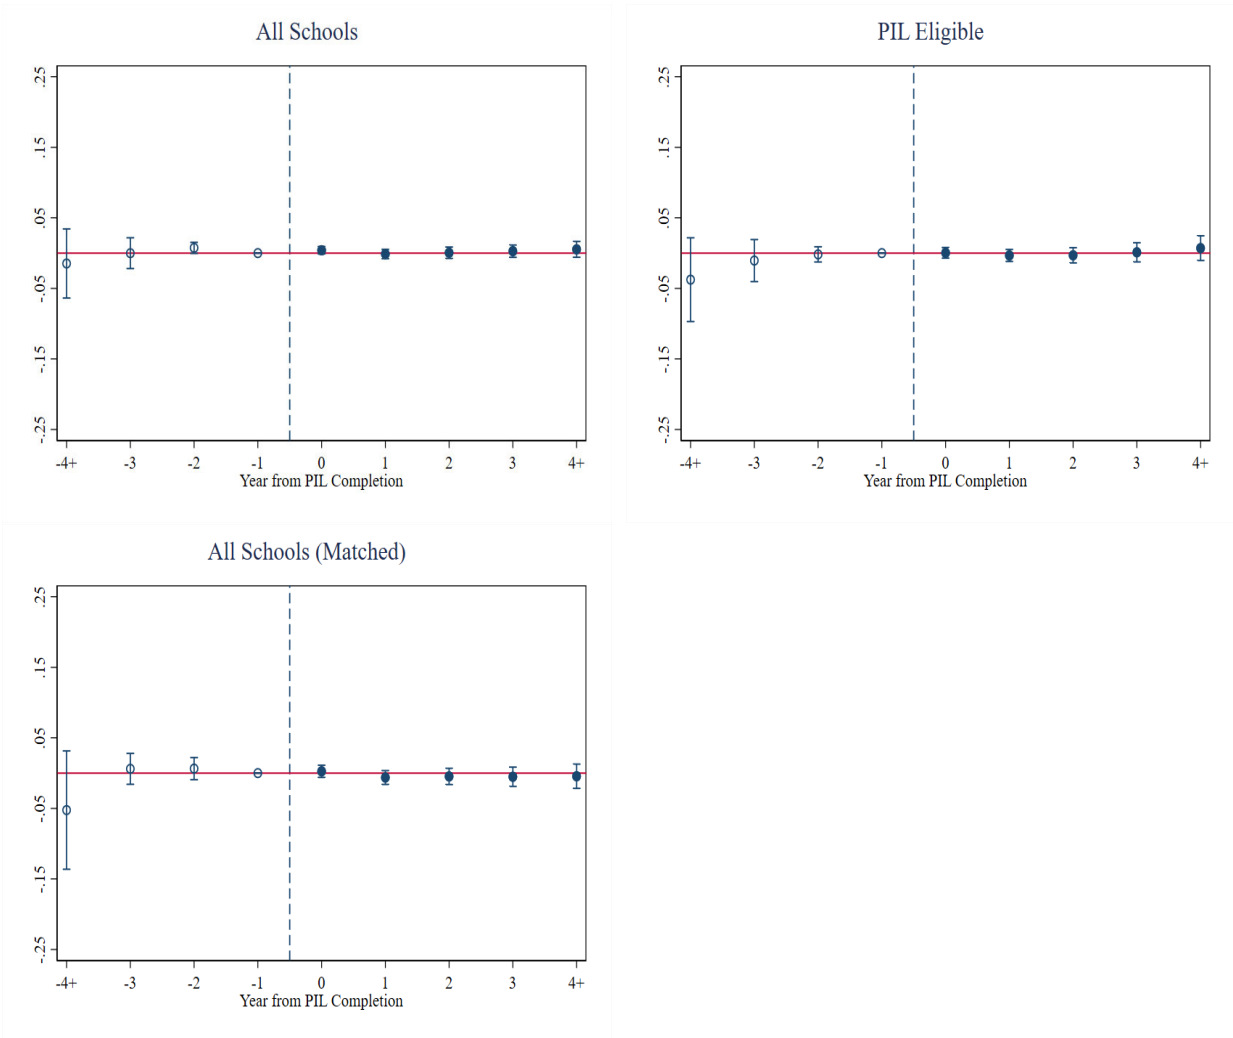 All Schools
.25
.15
.05
-.05
-.15
-.25
-4+ -3 -2 -1 0 1 2 3 4+
Year from PIL Completion
PIL Eligible
.25
.15
.05
-.05
-.15
-.25
-4+ -3 -2 -1 0 1 2 3 4+
Year from PIL Completion
All Schools (Matched)
.25
.15
.05
-.05
-.15
-.25
-4+ -3 -2 -1 0 1 2 3 4+
Year from PIL Completion